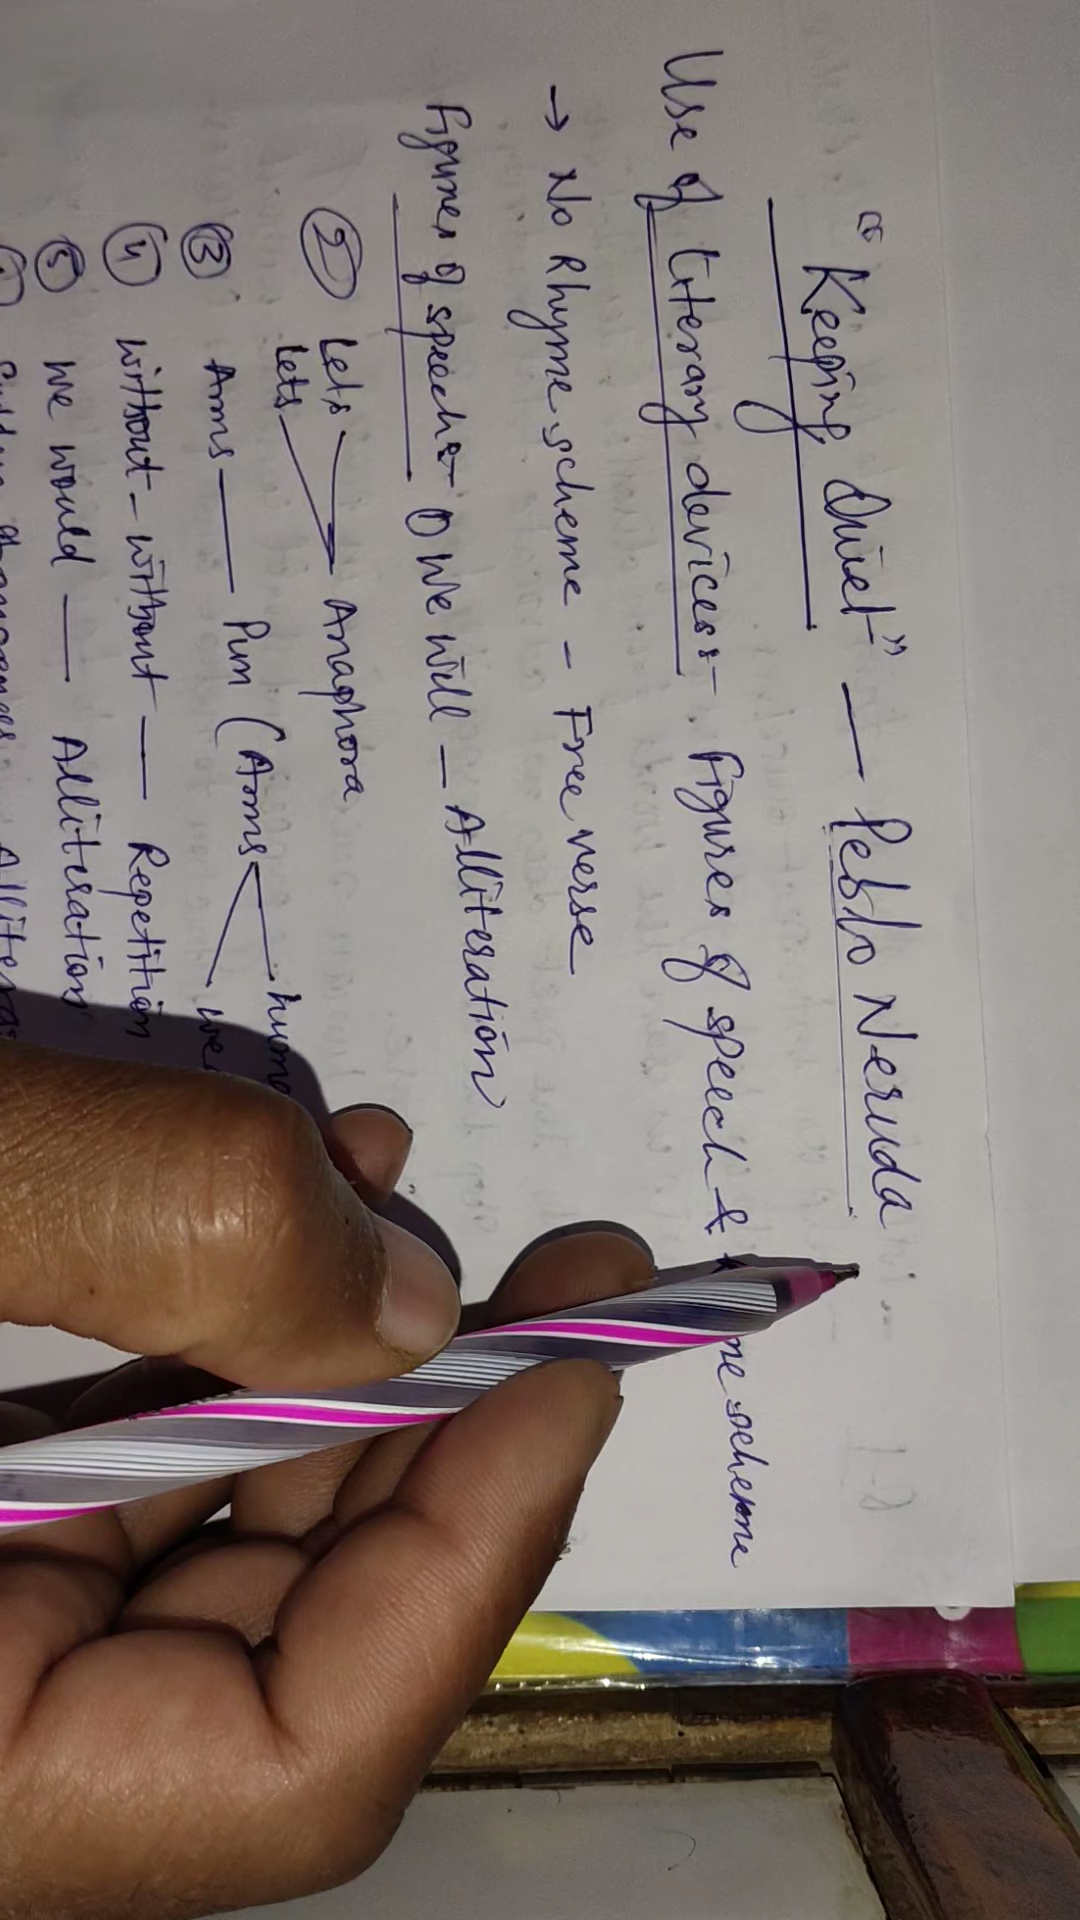 "Keeping Quiet" — Peblo Neruda
Use of literary devices:- Figures of speech & scheme
→ No Rhyme scheme - Free verse
Figures of speech:- ① We will - Alliteration
② Lets
Lets Anaphora
③ Arms — Pun (Arms
④ Without - without — Repetition
⑤ We would — Alliteration